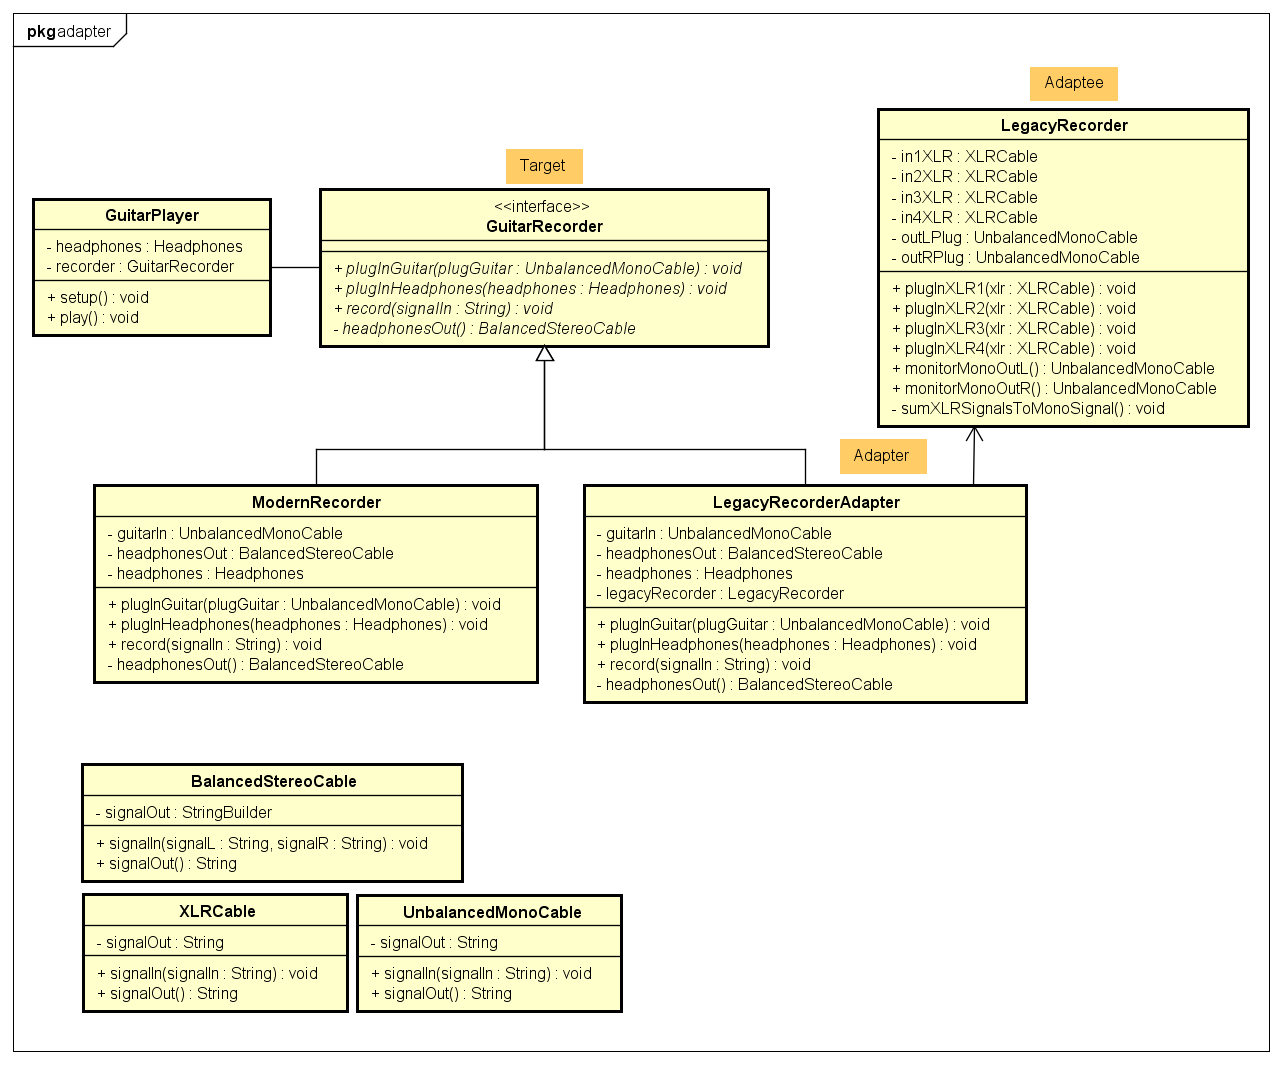 pkg adapter
Adaptee
LegacyRecorder
- in1XLR : XLRCable
- in2XLR : XLRCable
- in3XLR : XLRCable
- in4XLR : XLRCable
- outLPlug : UnbalancedMonoCable
- outRPlug : UnbalancedMonoCable
+ plugInXLR1(xlr : XLRCable) : void
+ plugInXLR2(xlr : XLRCable) : void
+ plugInXLR3(xlr : XLRCable) : void
+ plugInXLR4(xlr : XLRCable) : void
+ monitorMonoOutL() : UnbalancedMonoCable
+ monitorMonoOutR() : UnbalancedMonoCable
- sumXLRSignalsToMonoSignal() : void
Target
<<interface>>
GuitarRecorder
+ plugInGuitar(plugGuitar : UnbalancedMonoCable) : void
+ plugInHeadphones(headphones : Headphones) : void
+ record(signalIn : String) : void
- headphonesOut() : BalancedStereoCable
GuitarPlayer
- headphones : Headphones
- recorder : GuitarRecorder
+ setup() : void
+ play() : void
Adapter
ModernRecorder
- guitarIn : UnbalancedMonoCable
- headphonesOut : BalancedStereoCable
- headphones : Headphones
+ plugInGuitar(plugGuitar : UnbalancedMonoCable) : void
+ plugInHeadphones(headphones : Headphones) : void
+ record(signalIn : String) : void
- headphonesOut() : BalancedStereoCable
LegacyRecorderAdapter
- guitarIn : UnbalancedMonoCable
- headphonesOut : BalancedStereoCable
- headphones : Headphones
- legacyRecorder : LegacyRecorder
+ plugInGuitar(plugGuitar : UnbalancedMonoCable) : void
+ plugInHeadphones(headphones : Headphones) : void
+ record(signalIn : String) : void
- headphonesOut() : BalancedStereoCable
BalancedStereoCable
- signalOut : StringBuilder
+ signalIn(signalL : String, signalR : String) : void
+ signalOut() : String
XLRCable
- signalOut : String
+ signalIn(signalIn : String) : void
+ signalOut() : String
UnbalancedMonoCable
- signalOut : String
+ signalIn(signalIn : String) : void
+ signalOut() : String